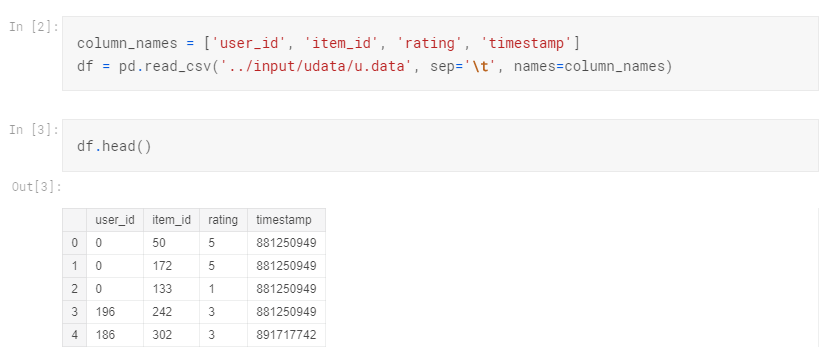 In [2]:
column_names = ['user_id', 'item_id', 'rating', 'timestamp']
df = pd.read_csv('../input/udata/u.data', sep='\t', names=column_names)
In [3]:
df.head()
Out[3]:
user_id item_id rating timestamp
0 0 50 5 881250949
1 0 172 5 881250949
2 0 133 1 881250949
3 196 242 3 881250949
4 186 302 3 891717742